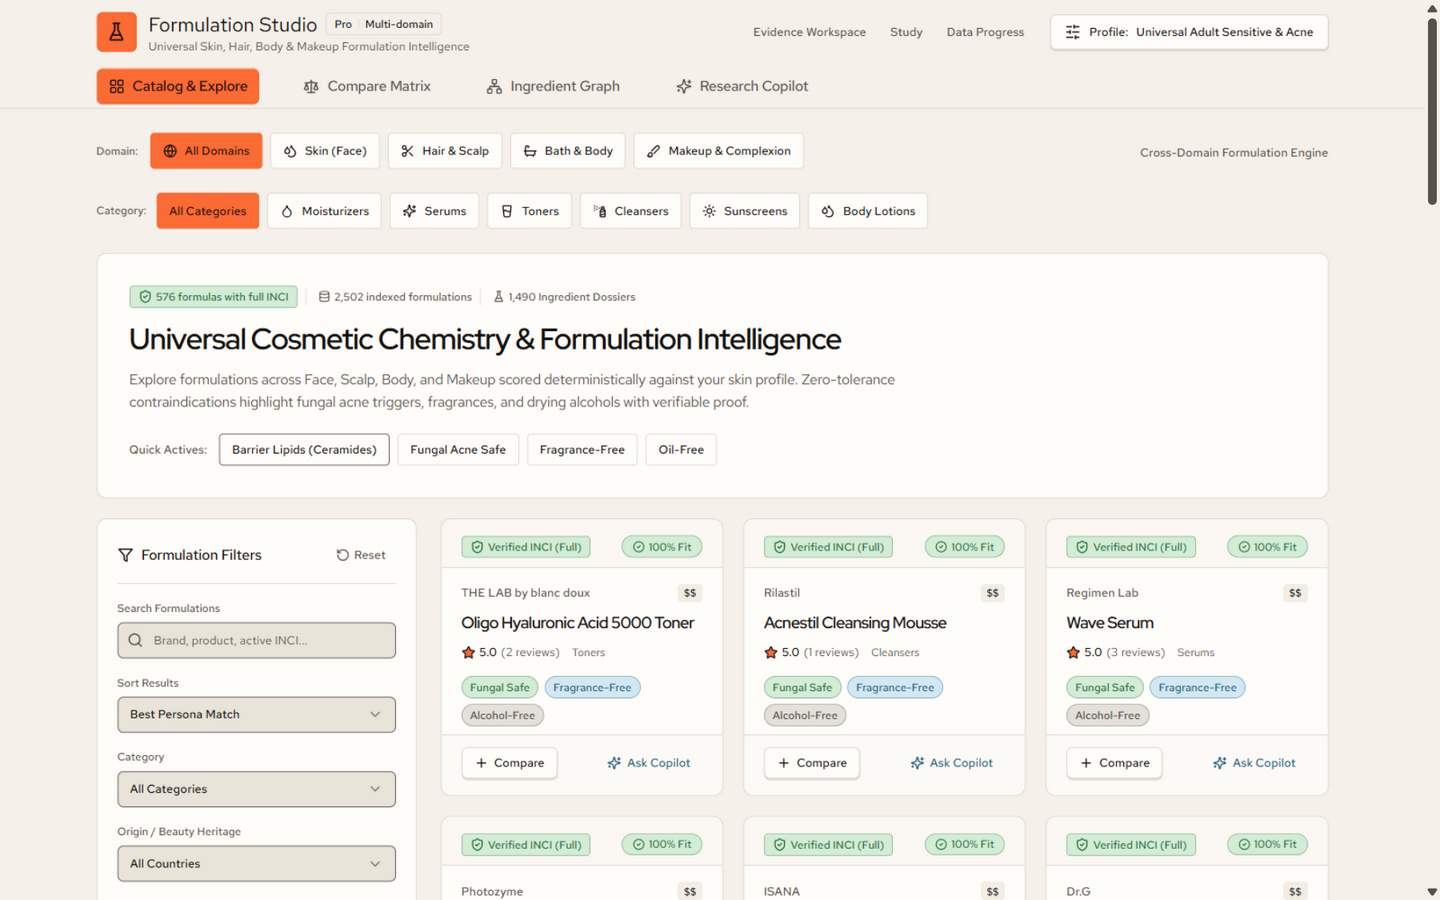 Formulation Studio
Pro Multi-domain
Universal Skin, Hair, Body & Makeup Formulation Intelligence
Evidence Workspace Study Data Progress
Profile: Universal Adult Sensitive & Acne
Catalog & Explore Compare Matrix Ingredient Graph Research Copilot
Domain: All Domains Skin (Face) Hair & Scalp Bath & Body Makeup & Complexion
Cross-Domain Formulation Engine
Category: All Categories Moisturizers Serums Toners Cleansers Sunscreens Body Lotions
576 formulas with full INCI 2,502 indexed formulations 1,490 Ingredient Dossiers
Universal Cosmetic Chemistry & Formulation Intelligence
Explore formulations across Face, Scalp, Body, and Makeup scored deterministically against your skin profile. Zero-tolerance
contraindications highlight fungal acne triggers, fragrances, and drying alcohols with verifiable proof.
Quick Actives: Barrier Lipids (Ceramides) Fungal Acne Safe Fragrance-Free Oil-Free
Formulation Filters Reset
Search Formulations
Brand, product, active INCI...
Sort Results
Best Persona Match
Category
All Categories
Origin / Beauty Heritage
All Countries
Verified INCI (Full) 100% Fit
THE LAB by blanc doux $$
Oligo Hyaluronic Acid 5000 Toner
5.0 (2 reviews) Toners
Fungal Safe Fragrance-Free
Alcohol-Free
Compare Ask Copilot
Verified INCI (Full) 100% Fit
Rilastil $$
Acnestil Cleansing Mousse
5.0 (1 reviews) Cleansers
Fungal Safe Fragrance-Free
Alcohol-Free
Compare Ask Copilot
Verified INCI (Full) 100% Fit
Regimen Lab $$
Wave Serum
5.0 (3 reviews) Serums
Fungal Safe Fragrance-Free
Alcohol-Free
Compare Ask Copilot
Verified INCI (Full) 100% Fit
Photozyme $$
Verified INCI (Full) 100% Fit
ISANA $$
Verified INCI (Full) 100% Fit
Dr.G $$